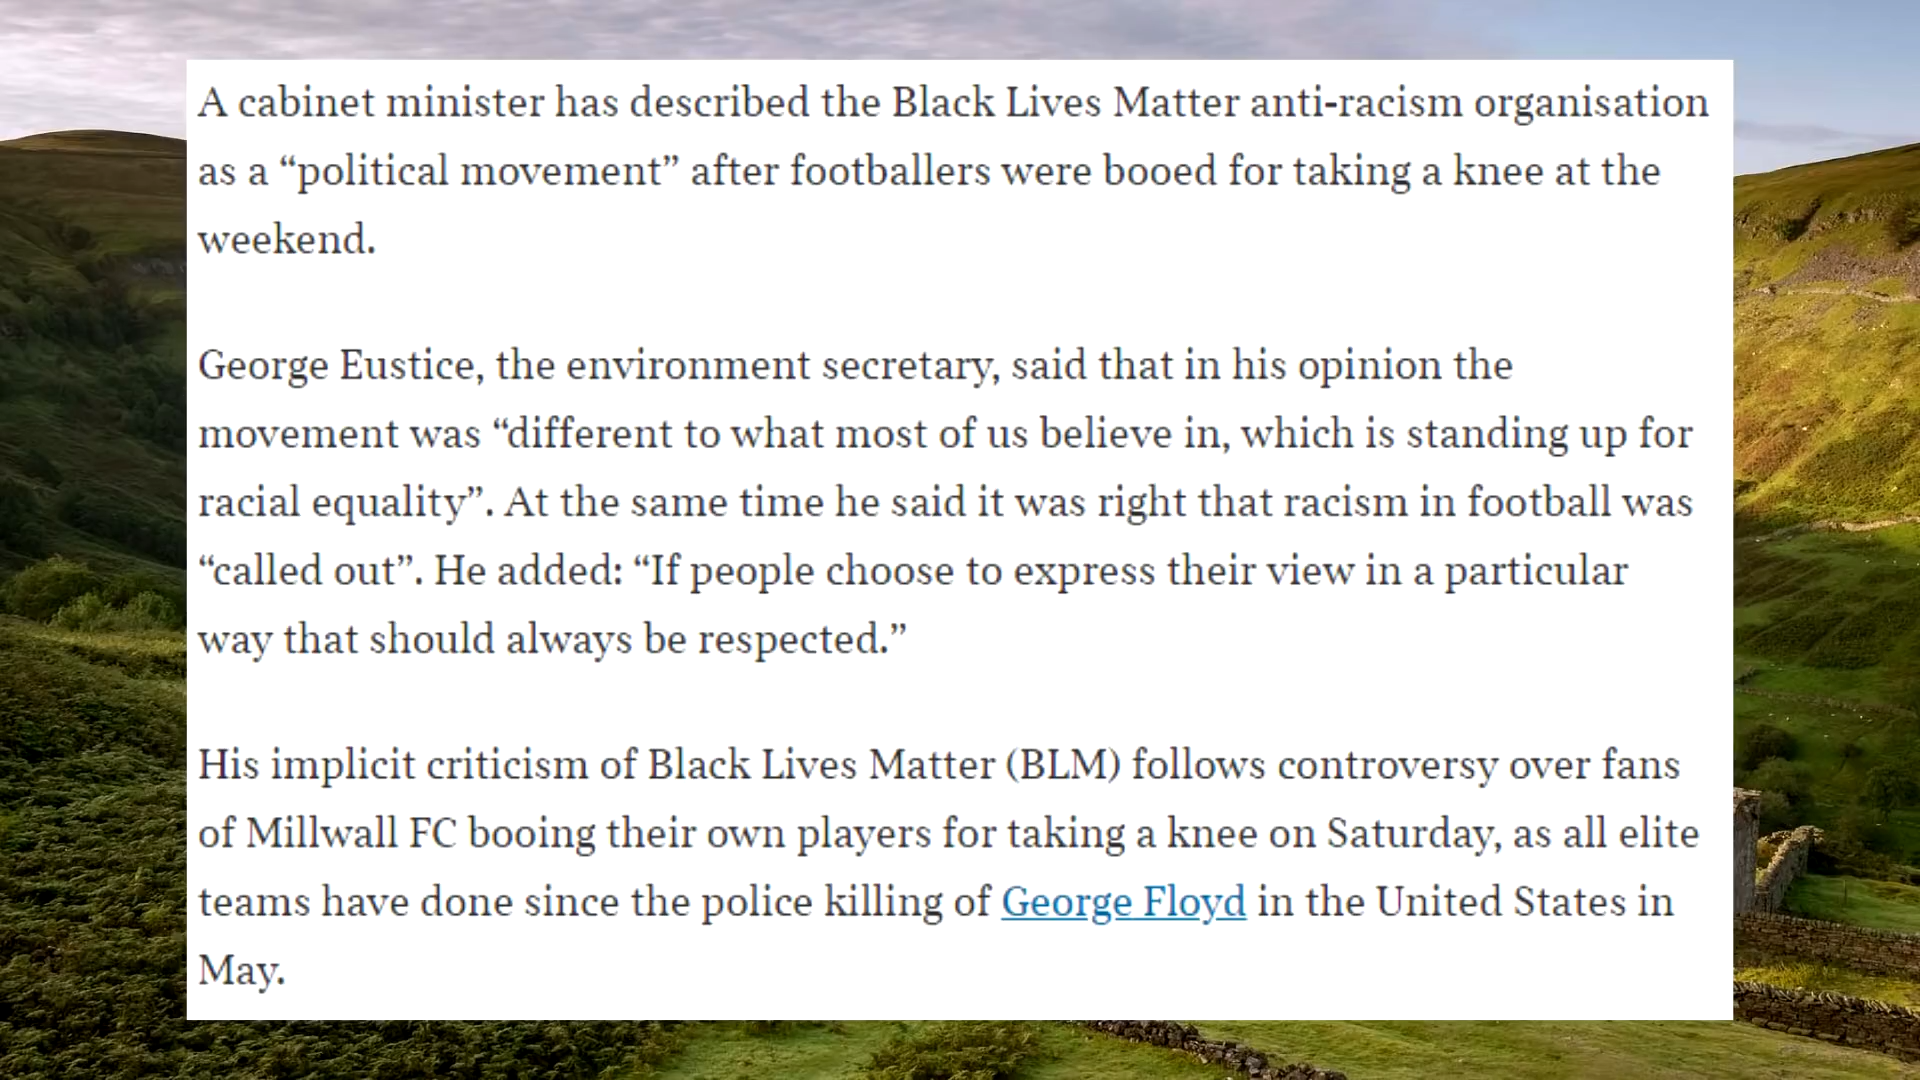 A cabinet minister has described the Black Lives Matter anti-racism organisation
as a “political movement” after footballers were booed for taking a knee at the
weekend.
George Eustice, the environment secretary, said that in his opinion the
movement was “different to what most of us believe in, which is standing up for
racial equality”. At the same time he said it was right that racism in football was
“called out”. He added: “If people choose to express their view in a particular
way that should always be respected.”
His implicit criticism of Black Lives Matter (BLM) follows controversy over fans
of Millwall FC booing their own players for taking a knee on Saturday, as all elite
teams have done since the police killing of George Floyd in the United States in
May.